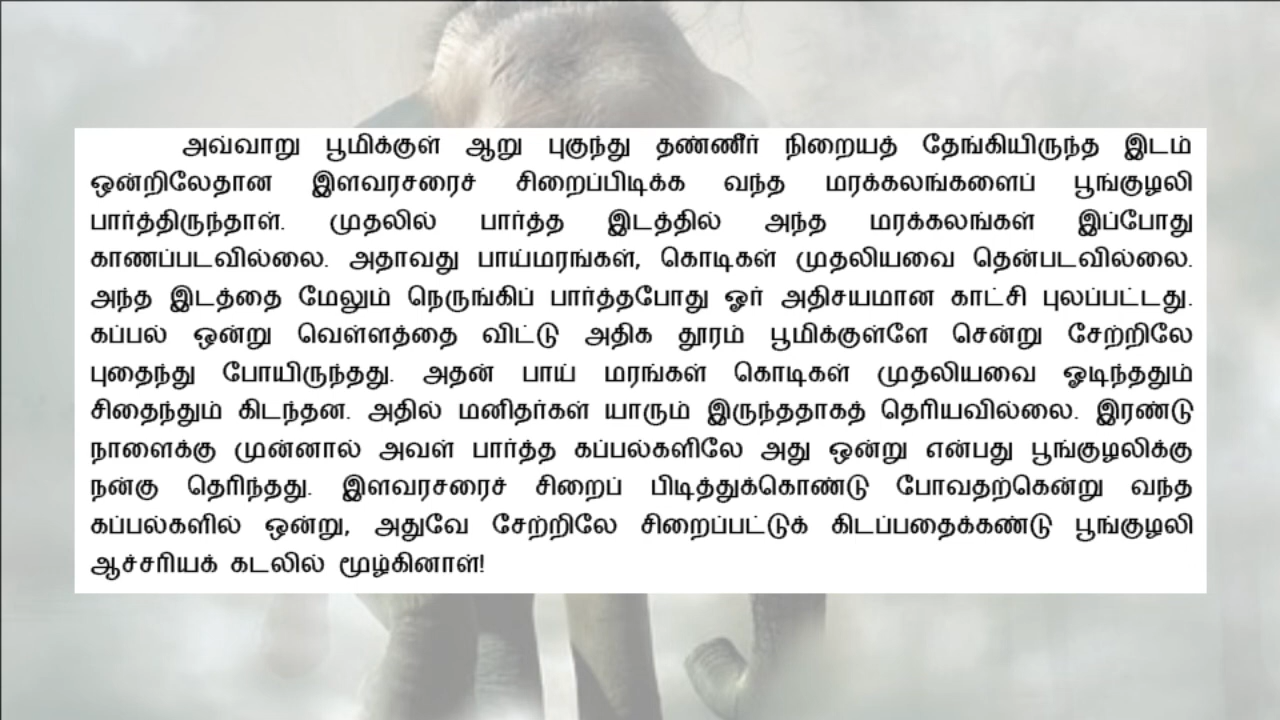 அவ்வாறு பூமிக்குள் ஆறு புகுந்து தண்ணீர் நிறையத் தேங்கியிருந்த இடம்
ஒன்றிலேதான் இளவரசரைச் சிறைப்பிடிக்க வந்த மரக்கலங்களைப் பூங்குழலி
பார்த்திருந்தாள். முதலில் பார்த்த இடத்தில் அந்த மரக்கலங்கள் இப்போது
காணப்படவில்லை. அதாவது பாய்மரங்கள், கொடிகள் முதலியவை தென்படவில்லை.
அந்த இடத்தை மேலும் நெருங்கிப் பார்த்தபோது ஓர் அதிசயமான காட்சி புலப்பட்டது.
கப்பல் ஒன்று வெள்ளத்தை விட்டு அதிக தூரம் பூமிக்குள்ளே சென்று சேற்றிலே
புதைந்து போயிருந்தது. அதன் பாய் மரங்கள் கொடிகள் முதலியவை ஓடிந்ததும்
சிதைந்தும் கிடந்தன. அதில் மனிதர்கள் யாரும் இருந்ததாகத் தெரியவில்லை. இரண்டு
நாளைக்கு முன்னால் அவள் பார்த்த கப்பல்களிலே அது ஒன்று என்பது பூங்குழலிக்கு
நன்கு தெரிந்தது. இளவரசரைச் சிறைப் பிடித்துக்கொண்டு போவதற்கென்று வந்த
கப்பல்களில் ஒன்று, அதுவே சேற்றிலே சிறைப்பட்டுக் கிடப்பதைக்கண்டு பூங்குழலி
ஆச்சரியக் கடலில் மூழ்கினாள்!